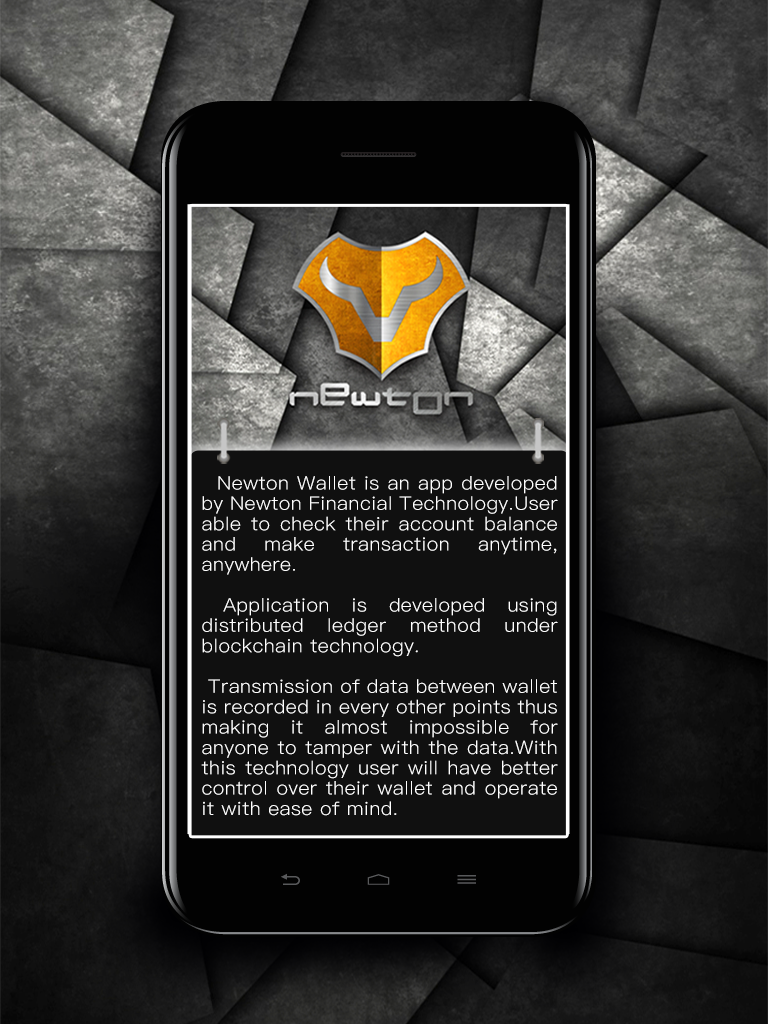 newton
Newton Wallet is an app developed
by Newton Financial Technology.User
able to check their account balance
and make transaction anytime,
anywhere.
Application is developed using
distributed ledger method under
blockchain technology.
Transmission of data between wallet
is recorded in every other points thus
making it almost impossible for
anyone to tamper with the data.With
this technology user will have better
control over their wallet and operate
it with ease of mind.